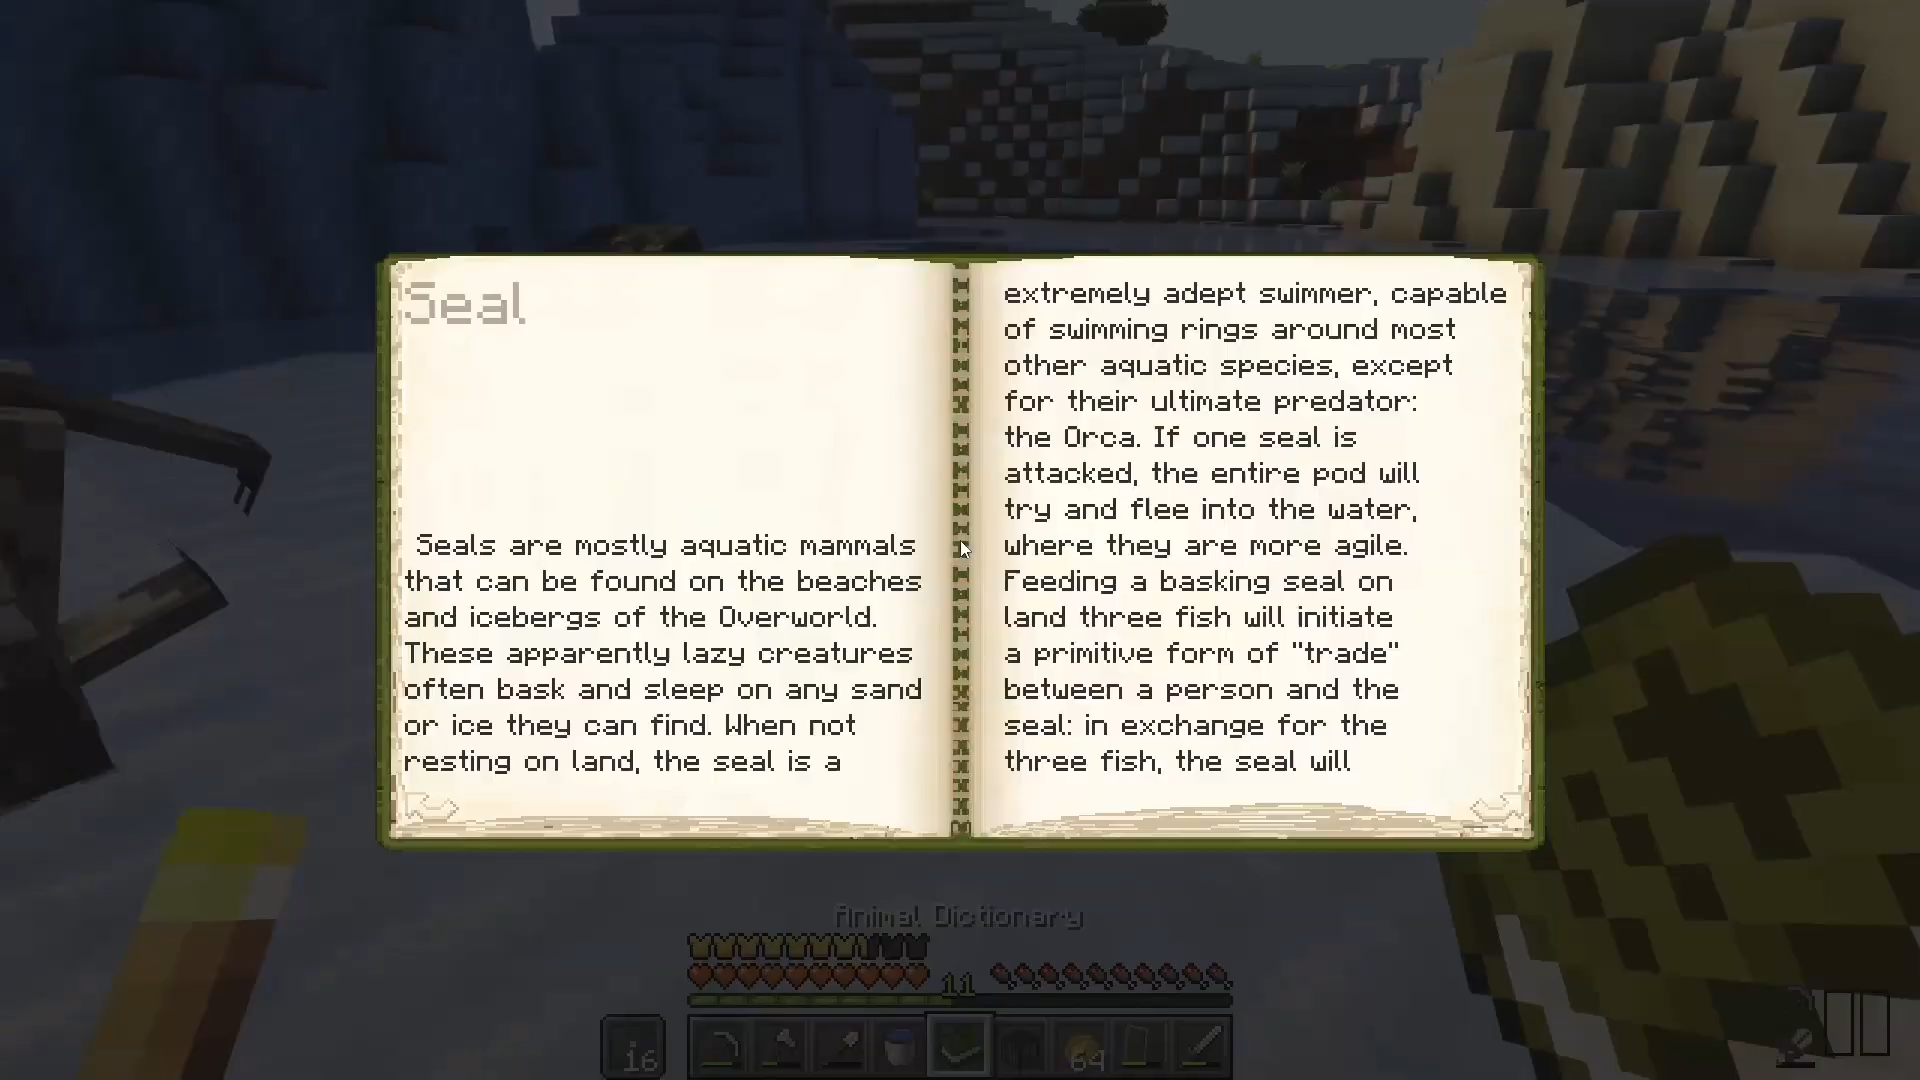 Seal
Seals are mostly aquatic mammals
that can be found on the beaches
and icebergs of the Overworld.
These apparently lazy creatures
often bask and sleep on any sand
or ice they can find. When not
resting on land, the seal is a
extremely adept swimmer, capable
of swimming rings around most
other aquatic species, except
for their ultimate predator:
the Orca. If one seal is
attacked, the entire pod will
try and flee into the water,
where they are more agile.
Feeding a basking seal on
land three fish will initiate
a primitive form of "trade"
between a person and the
seal: in exchange for the
three fish, the seal will
Animal Dictionary
11
16
64